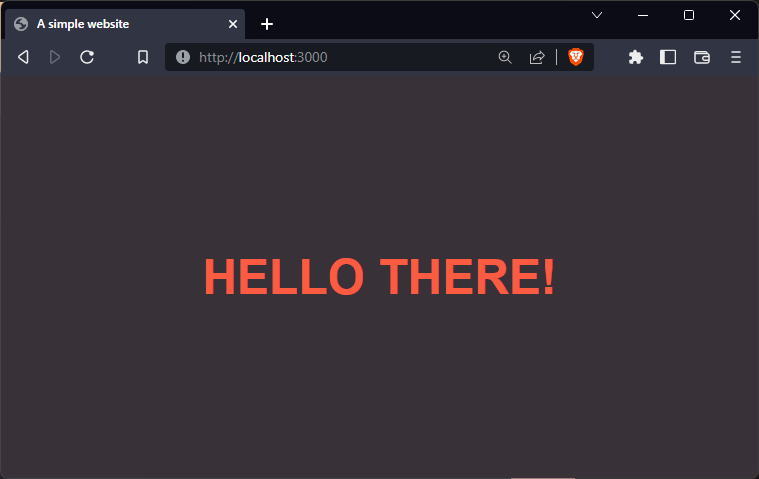 A simple website
http://localhost:3000
HELLO THERE!